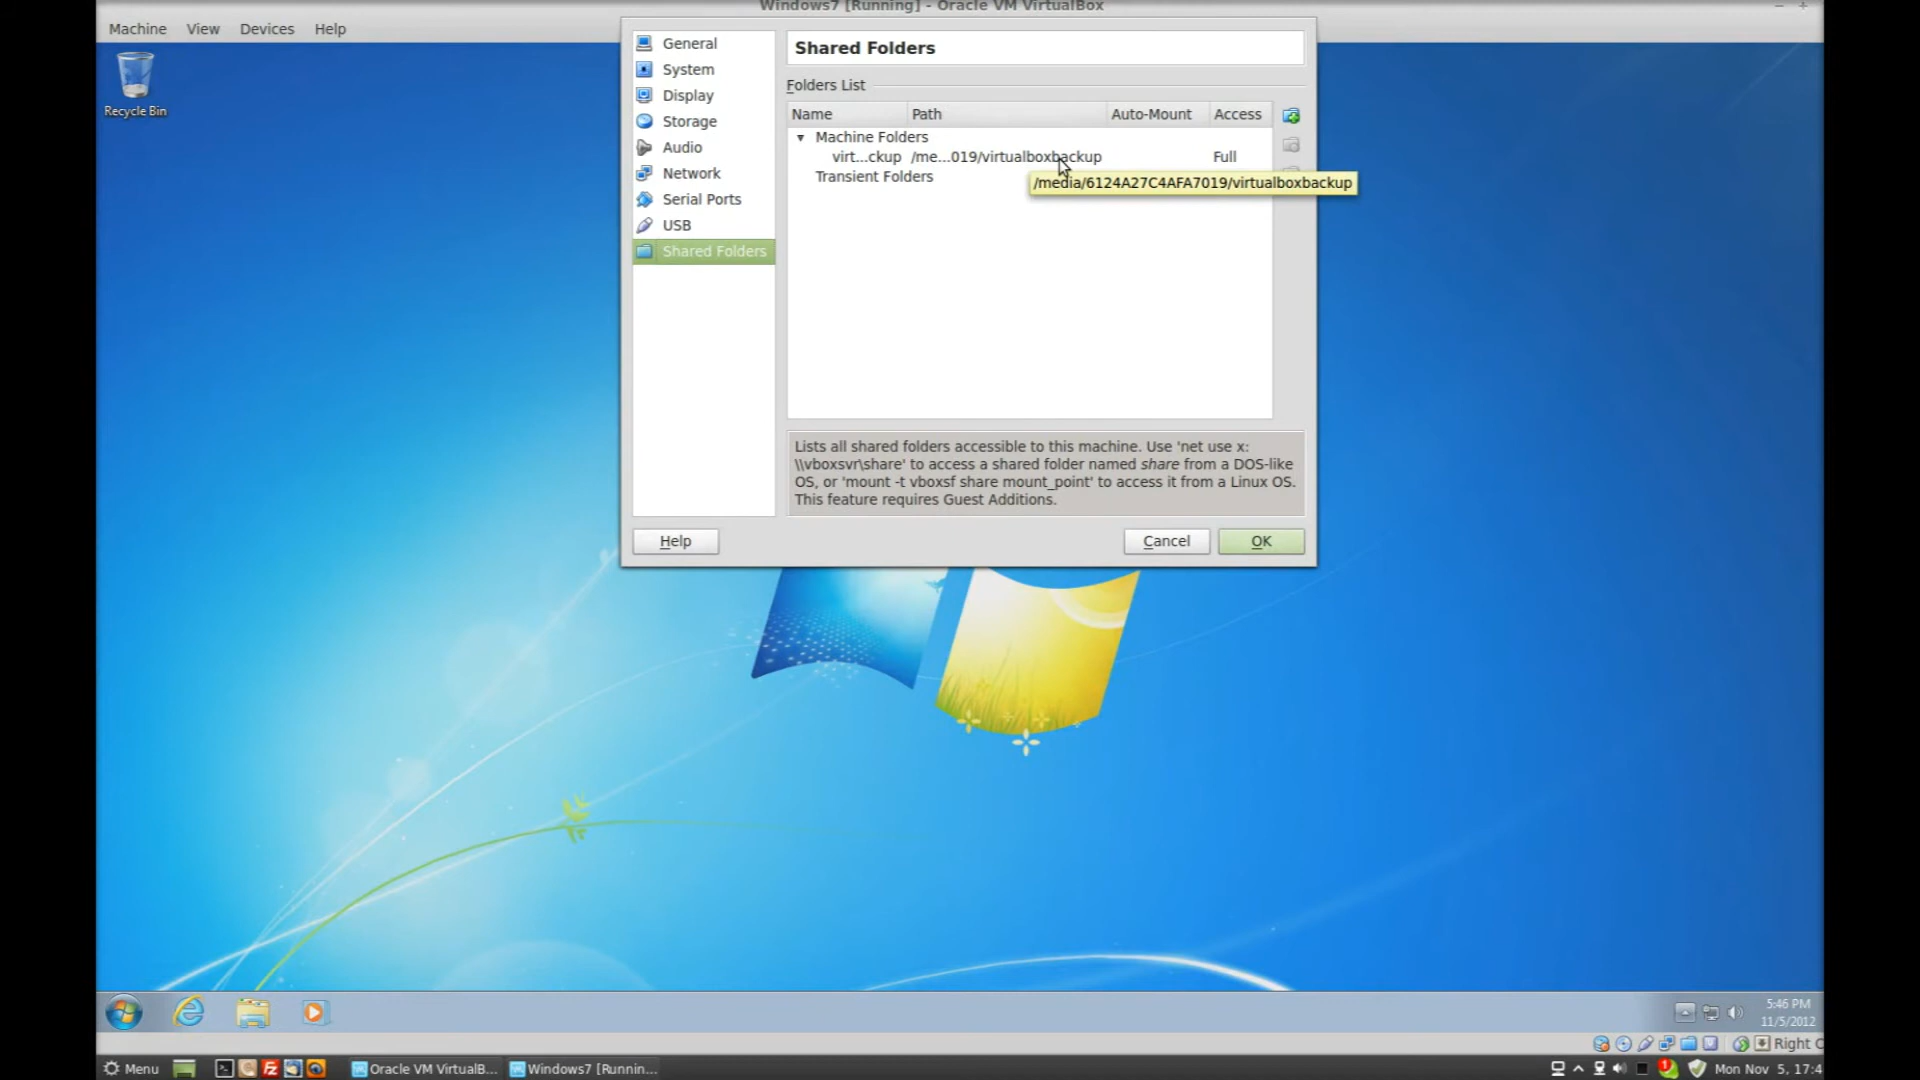 Windows7 [Running] - Oracle VM VirtualBox
Machine View Devices Help
Recycle Bin
General
System
Display
Storage
Audio
Network
Serial Ports
USB
Shared Folders
Shared Folders
Folders List
Name Path Auto-Mount Access
Machine Folders
virt...ckup /me...019/virtualboxbackup Full
Transient Folders
/media/6124A27C4AFA7019/virtualboxbackup
Lists all shared folders accessible to this machine. Use 'net use x:
\\vboxsvr\share' to access a shared folder named share from a DOS-like
OS, or 'mount -t vboxsf share mount_point' to access it from a Linux OS.
This feature requires Guest Additions.
Help Cancel OK
5:46 PM
11/5/2012
Right C
Menu Oracle VM VirtualB... Windows7 [Runnin... Mon Nov 5, 17:4